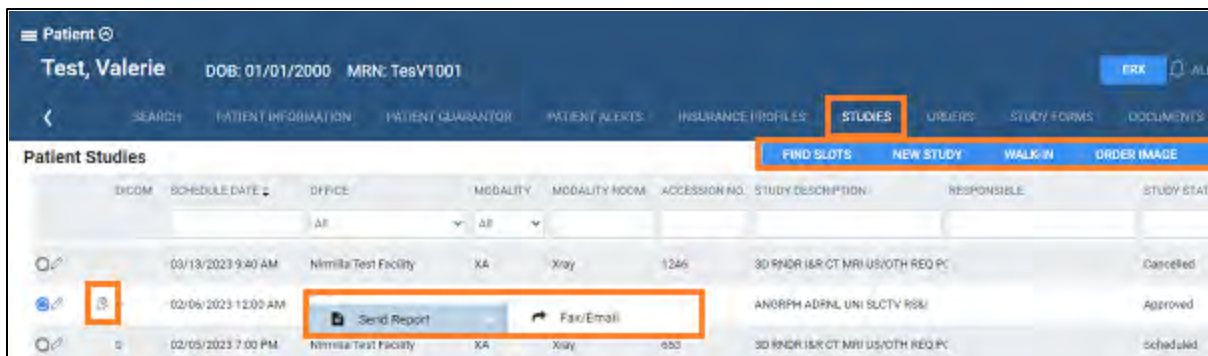 Patient
Test, Valerie DOB: 01/01/2000 MRN: TesV1001 ERX
SEARCH PATIENT INFORMATION PATIENT GUARANTOR PATIENT ALERTS INSURANCE PROFILES STUDIES ORDERS STUDY FORMS DOCUMENTS
Patient Studies FIND SLOTS NEW STUDY WALK-IN ORDER IMAGE
DICOM SCHEDULE DATE OFFICE MODALITY MODALITY ROOM ACCESSION NO. STUDY DESCRIPTION RESPONSIBLE STUDY STAT
All All
03/13/2023 9:40 AM Nirmilla Test Facility XA Xray 1246 3D RNDR I&R CT MRI US/OTH REQ PC Cancelled
02/06/2023 12:00 AM ANGRPH ADRNL UNI SLCTV RS& Approved
Send Report Fax/Email
02/05/2023 7:00 PM Nirmilla Test Facility XA Xray 653 3D RNDR I&R CT MRI US/OTH REQ PC Scheduled